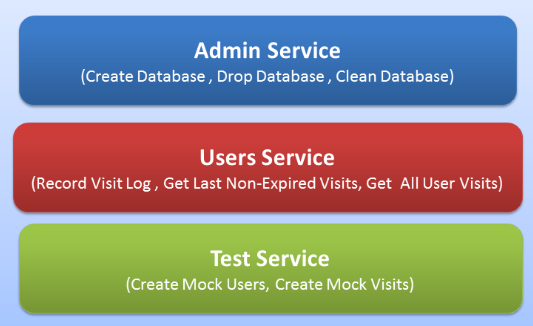 Admin Service
(Create Database , Drop Database , Clean Database)
Users Service
(Record Visit Log , Get Last Non-Expired Visits, Get  All User Visits)
Test Service
(Create Mock Users, Create Mock Visits)